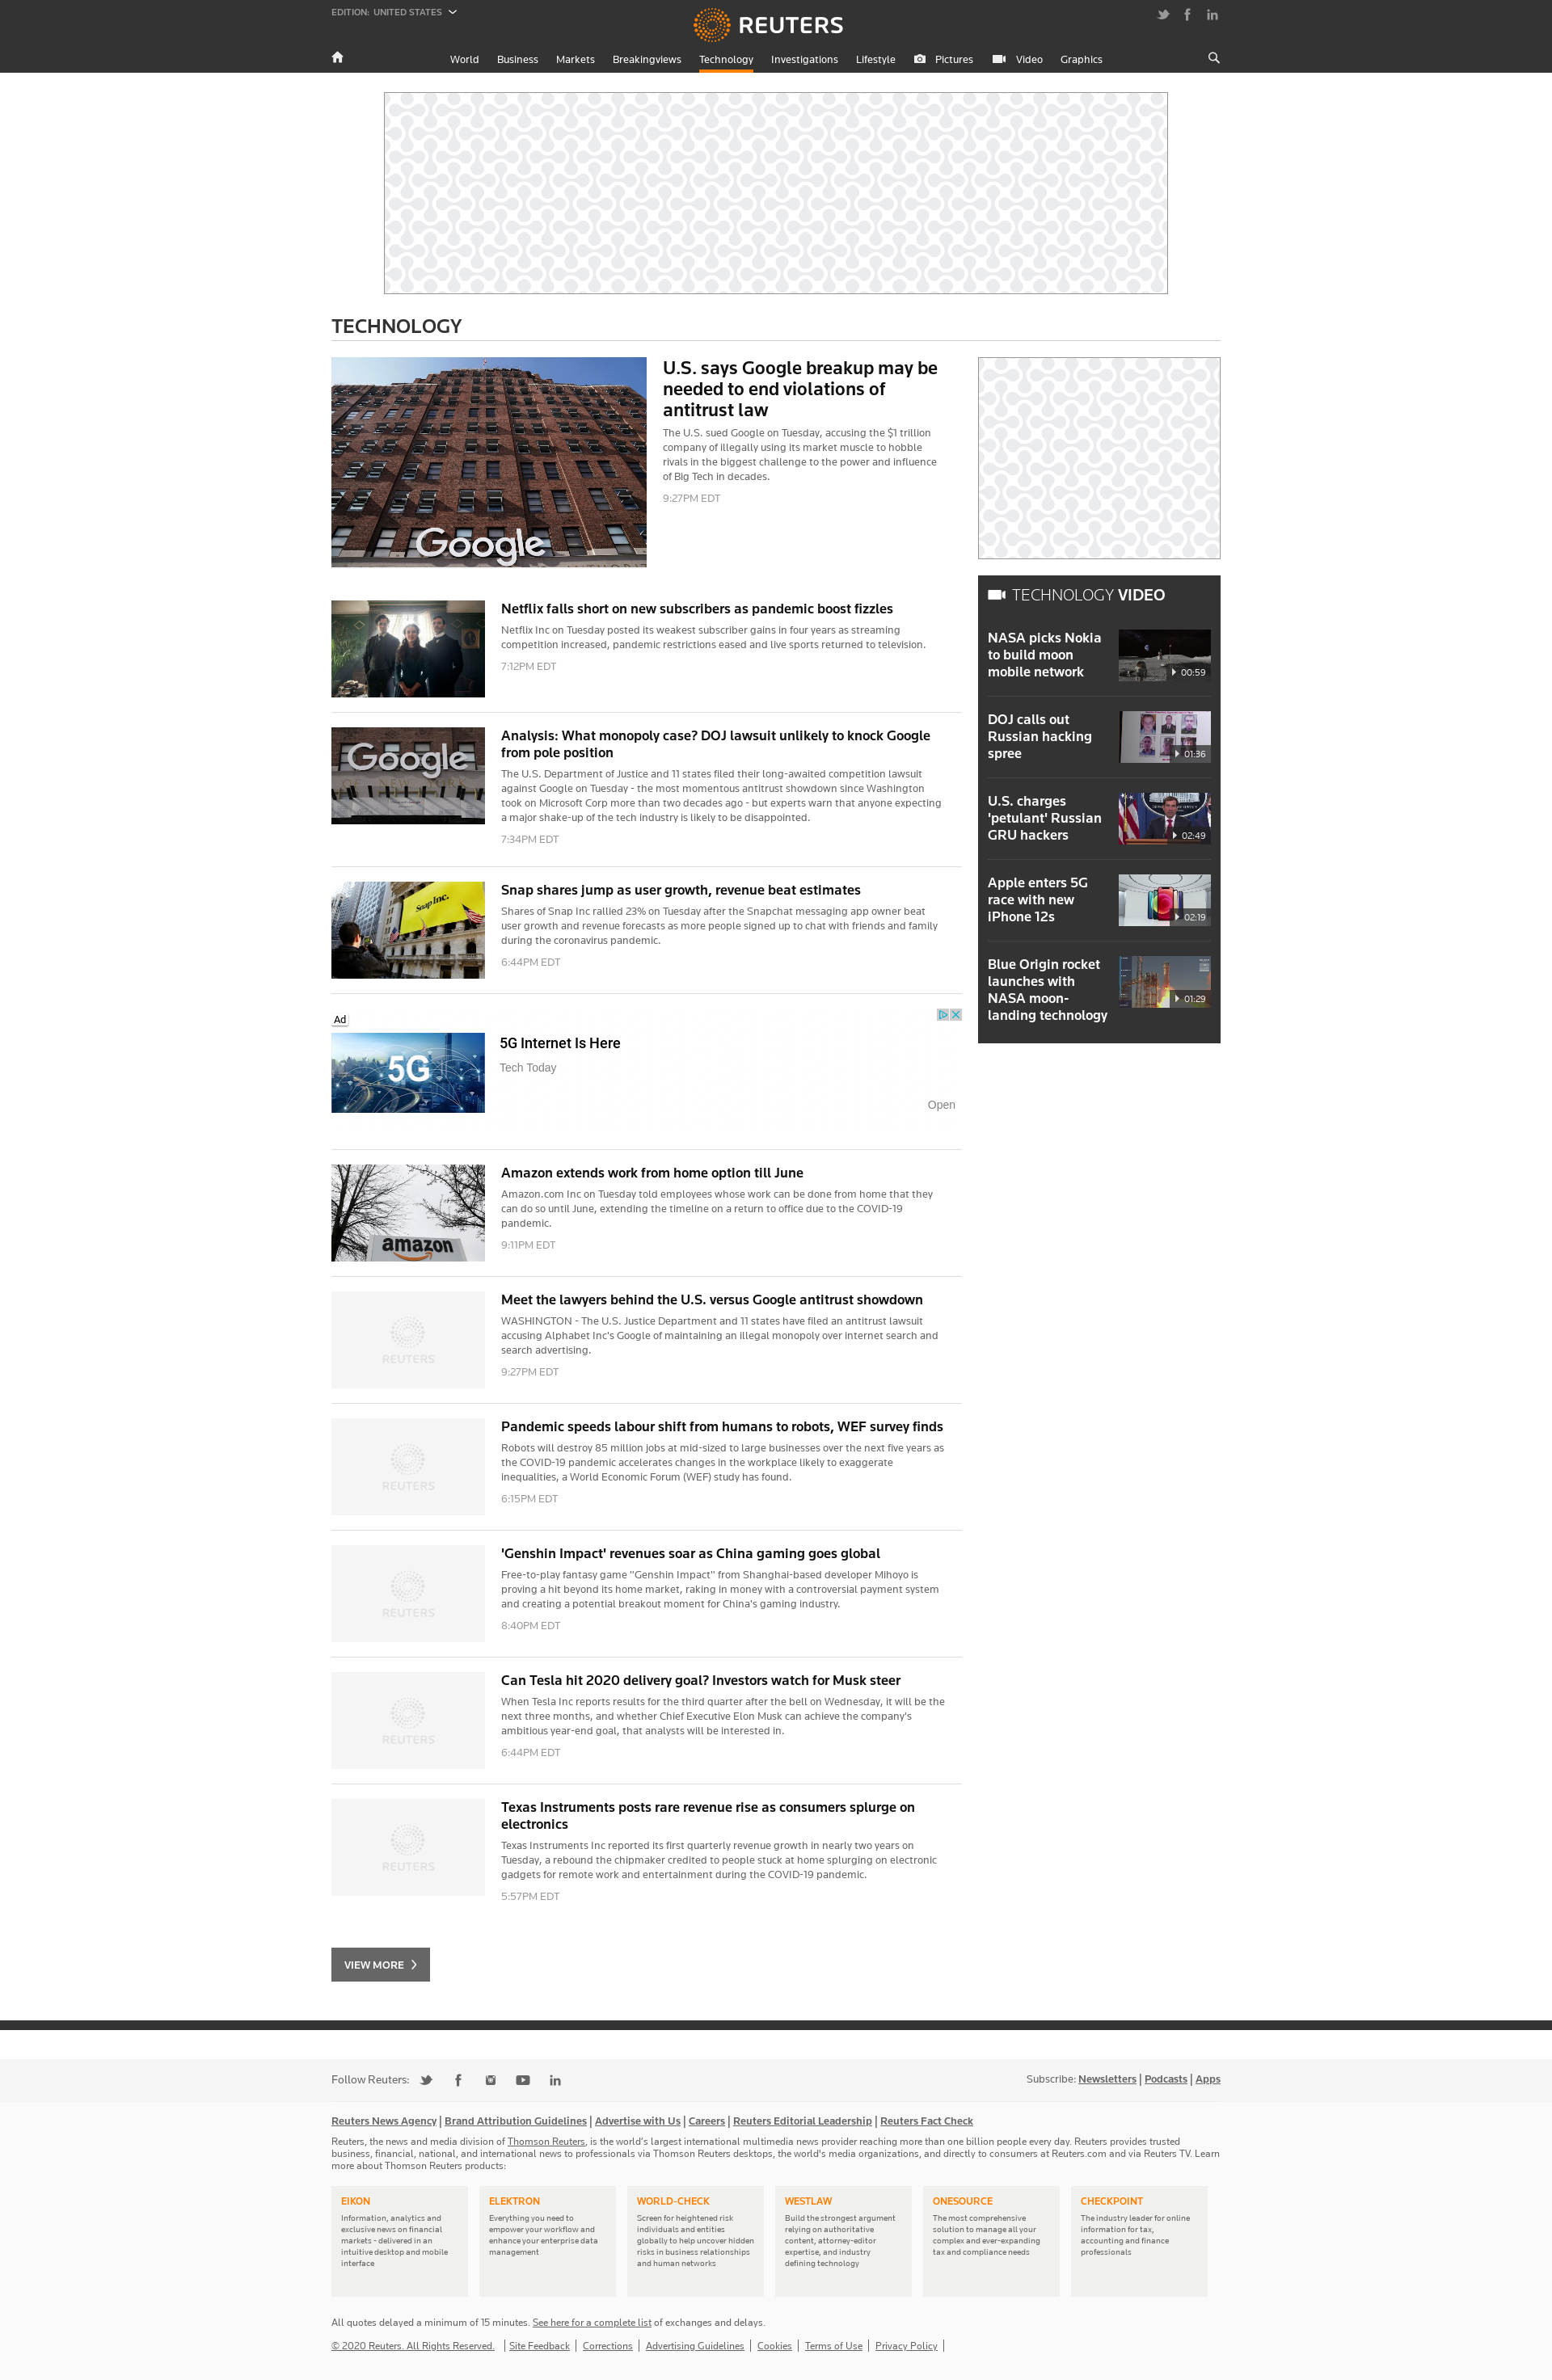 EDITION: UNITED STATES
REUTERS
World Business Markets Breakingviews Technology Investigations Lifestyle Pictures Video Graphics
TECHNOLOGY
Google
U.S. says Google breakup may be
needed to end violations of
antitrust law
The U.S. sued Google on Tuesday, accusing the $1 trillion
company of illegally using its market muscle to hobble
rivals in the biggest challenge to the power and influence
of Big Tech in decades.
9:27PM EDT
Netflix falls short on new subscribers as pandemic boost fizzles
Netflix Inc on Tuesday posted its weakest subscriber gains in four years as streaming
competition increased, pandemic restrictions eased and live sports returned to television.
7:12PM EDT
Google
Analysis: What monopoly case? DOJ lawsuit unlikely to knock Google
from pole position
The U.S. Department of Justice and 11 states filed their long-awaited competition lawsuit
against Google on Tuesday - the most momentous antitrust showdown since Washington
took on Microsoft Corp more than two decades ago - but experts warn that anyone expecting
a major shake-up of the tech industry is likely to be disappointed.
7:34PM EDT
Snap Inc.
Snap shares jump as user growth, revenue beat estimates
Shares of Snap Inc rallied 23% on Tuesday after the Snapchat messaging app owner beat
user growth and revenue forecasts as more people signed up to chat with friends and family
during the coronavirus pandemic.
6:44PM EDT
Ad
5G
5G Internet Is Here
Tech Today
Open
amazon
Amazon extends work from home option till June
Amazon.com Inc on Tuesday told employees whose work can be done from home that they
can do so until June, extending the timeline on a return to office due to the COVID-19
pandemic.
9:11PM EDT
REUTERS
Meet the lawyers behind the U.S. versus Google antitrust showdown
WASHINGTON - The U.S. Justice Department and 11 states have filed an antitrust lawsuit
accusing Alphabet Inc's Google of maintaining an illegal monopoly over internet search and
search advertising.
9:27PM EDT
REUTERS
Pandemic speeds labour shift from humans to robots, WEF survey finds
Robots will destroy 85 million jobs at mid-sized to large businesses over the next five years as
the COVID-19 pandemic accelerates changes in the workplace likely to exaggerate
inequalities, a World Economic Forum (WEF) study has found.
6:15PM EDT
REUTERS
'Genshin Impact' revenues soar as China gaming goes global
Free-to-play fantasy game "Genshin Impact" from Shanghai-based developer Mihoyo is
proving a hit beyond its home market, raking in money with a controversial payment system
and creating a potential breakout moment for China's gaming industry.
8:40PM EDT
REUTERS
Can Tesla hit 2020 delivery goal? Investors watch for Musk steer
When Tesla Inc reports results for the third quarter after the bell on Wednesday, it will be the
next three months, and whether Chief Executive Elon Musk can achieve the company's
ambitious year-end goal, that analysts will be interested in.
6:44PM EDT
REUTERS
Texas Instruments posts rare revenue rise as consumers splurge on
electronics
Texas Instruments Inc reported its first quarterly revenue growth in nearly two years on
Tuesday, a rebound the chipmaker credited to people stuck at home splurging on electronic
gadgets for remote work and entertainment during the COVID-19 pandemic.
5:57PM EDT
VIEW MORE
TECHNOLOGY VIDEO
NASA picks Nokia
to build moon
mobile network
00:59
DOJ calls out
Russian hacking
spree
01:36
U.S. charges
'petulant' Russian
GRU hackers
02:49
Apple enters 5G
race with new
iPhone 12s
02:19
Blue Origin rocket
launches with
NASA moon-
landing technology
01:29
Follow Reuters:
Subscribe: Newsletters | Podcasts | Apps
Reuters News Agency | Brand Attribution Guidelines | Advertise with Us | Careers | Reuters Editorial Leadership | Reuters Fact Check
Reuters, the news and media division of Thomson Reuters, is the world's largest international multimedia news provider reaching more than one billion people every day. Reuters provides trusted
business, financial, national, and international news to professionals via Thomson Reuters desktops, the world's media organizations, and directly to consumers at Reuters.com and via Reuters TV. Learn
more about Thomson Reuters products:
EIKON
Information, analytics and
exclusive news on financial
markets - delivered in an
intuitive desktop and mobile
interface
ELEKTRON
Everything you need to
empower your workflow and
enhance your enterprise data
management
WORLD-CHECK
Screen for heightened risk
individuals and entities
globally to help uncover hidden
risks in business relationships
and human networks
WESTLAW
Build the strongest argument
relying on authoritative
content, attorney-editor
expertise, and industry
defining technology
ONESOURCE
The most comprehensive
solution to manage all your
complex and ever-expanding
tax and compliance needs
CHECKPOINT
The industry leader for online
information for tax,
accounting and finance
professionals
All quotes delayed a minimum of 15 minutes. See here for a complete list of exchanges and delays.
© 2020 Reuters. All Rights Reserved. | Site Feedback | Corrections | Advertising Guidelines | Cookies | Terms of Use | Privacy Policy |